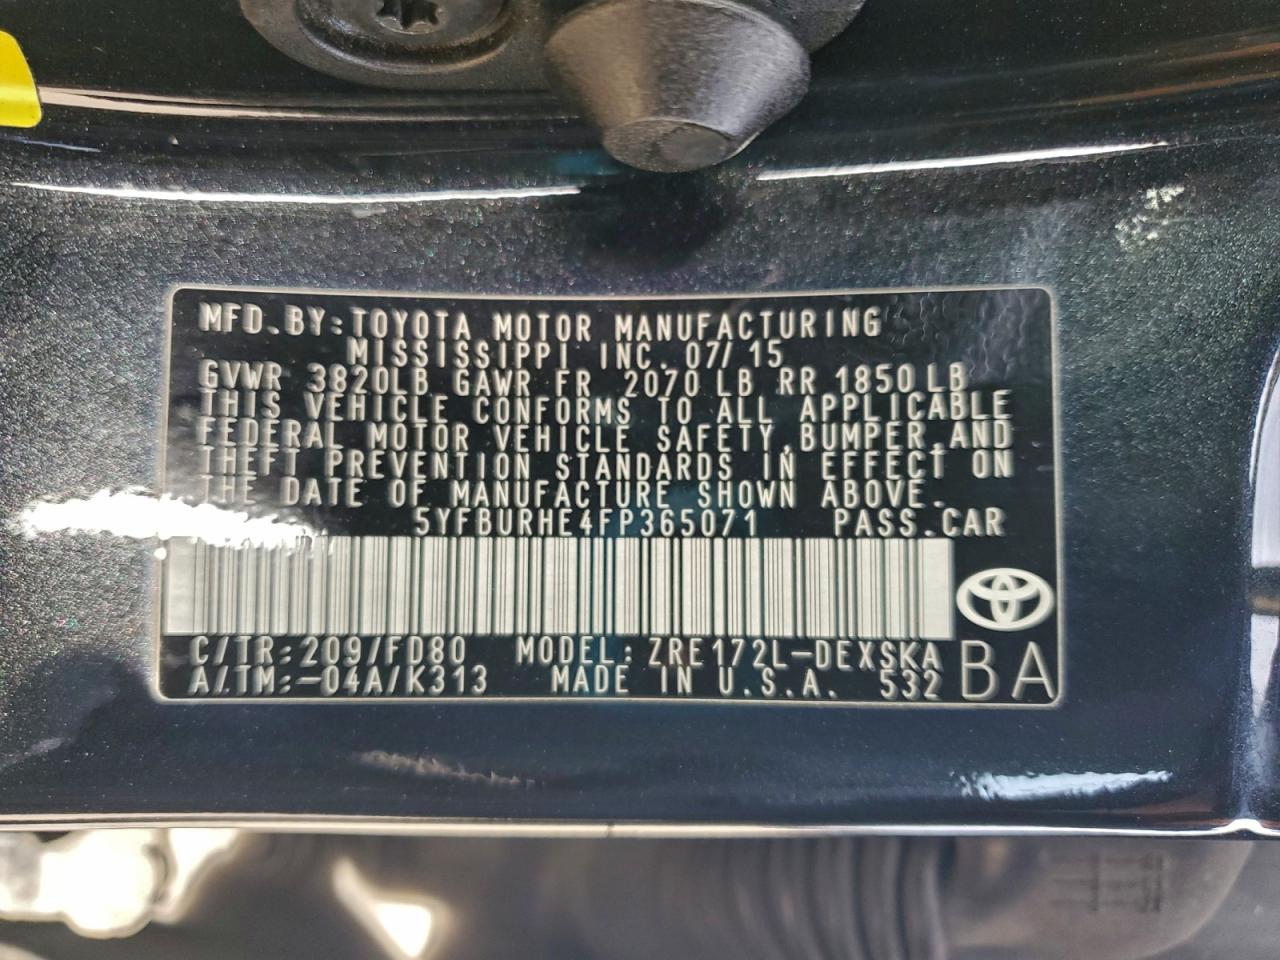 MFD.BY:TOYOTA MOTOR MANUFACTURING
MISSISSIPPI INC. 07/15
GVWR 3820LB GAWR FR 2070 LB RR 1850 LB
THIS VEHICLE CONFORMS TO ALL APPLICABLE
FEDERAL MOTOR VEHICLE SAFETY,BUMPER,AND
THEFT PREVENTION STANDARDS IN EFFECT ON
THE DATE OF MANUFACTURE SHOWN ABOVE.
5YFBURHE4FP365071 PASS.CAR
C/TR:209/FD80 MODEL:ZRE172L-DEXSKA
A/TM:-04A/K313 MADE IN U.S.A. 532 BA